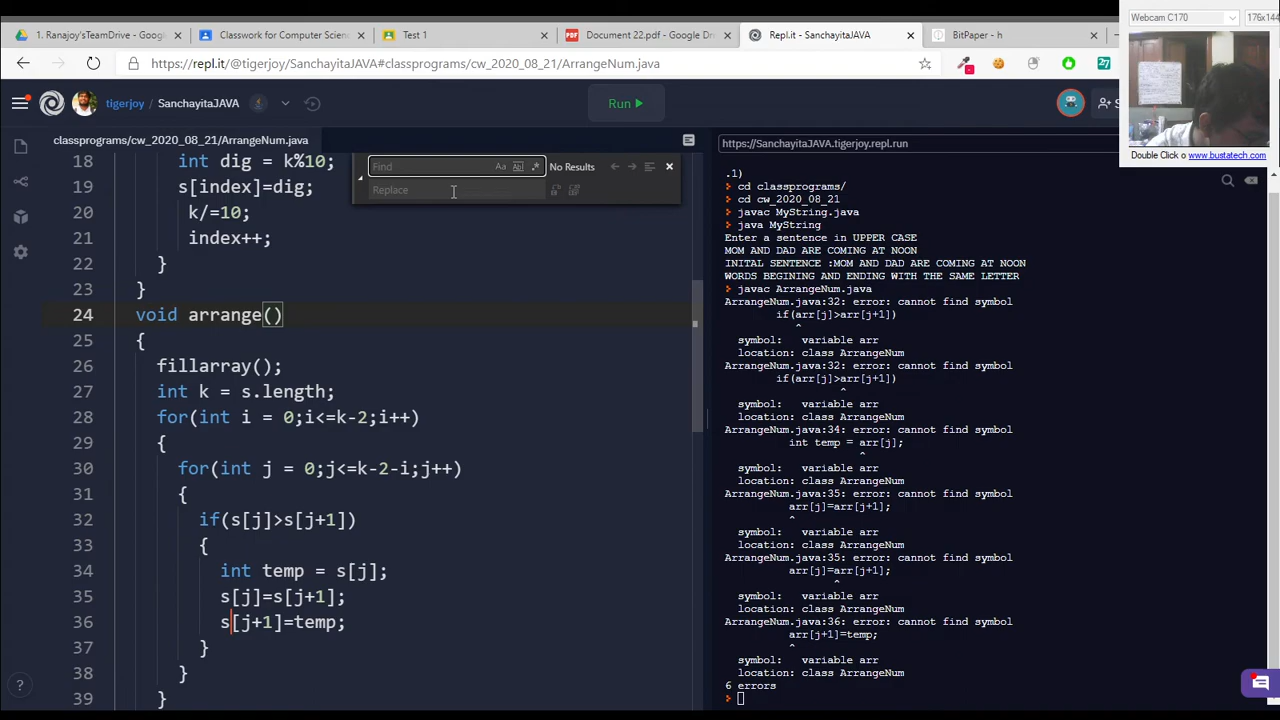 1. Ranajoy'sTeamDrive - Googl
Classwork for Computer Scienc
Test 1
Document 22.pdf - Google Dr
Repl.it - SanchayitaJAVA
BitPaper - h
Webcam C170
176x144
https://repl.it/@tigerjoy/SanchayitaJAVA#classprograms/cw_2020_08_21/ArrangeNum.java
27
tigerjoy / SanchayitaJAVA
Run
S
Double Click o www.bustatech.com
classprograms/cw_2020_08_21/ArrangeNum.java
https://SanchayitaJAVA.tigerjoy.repl.run
Find
Aa
No Results
Replace
18 int dig = k%10;
19 s[index]=dig;
20 k/=10;
21 index++;
22 }
23 }
24 void arrange()
25 {
26 fillarray();
27 int k = s.length;
28 for(int i = 0;i<=k-2;i++)
29 {
30 for(int j = 0;j<=k-2-i;j++)
31 {
32 if(s[j]>s[j+1])
33 {
34 int temp = s[j];
35 s[j]=s[j+1];
36 s[j+1]=temp;
37 }
38 }
39 }
.1)
cd classprograms/
cd cw_2020_08_21
javac MyString.java
java MyString
Enter a sentence in UPPER CASE
MOM AND DAD ARE COMING AT NOON
INITAL SENTENCE :MOM AND DAD ARE COMING AT NOON
WORDS BEGINING AND ENDING WITH THE SAME LETTER
javac ArrangeNum.java
ArrangeNum.java:32: error: cannot find symbol
if(arr[j]>arr[j+1])
^
symbol: variable arr
location: class ArrangeNum
ArrangeNum.java:32: error: cannot find symbol
if(arr[j]>arr[j+1])
^
symbol: variable arr
location: class ArrangeNum
ArrangeNum.java:34: error: cannot find symbol
int temp = arr[j];
^
symbol: variable arr
location: class ArrangeNum
ArrangeNum.java:35: error: cannot find symbol
arr[j]=arr[j+1];
^
symbol: variable arr
location: class ArrangeNum
ArrangeNum.java:35: error: cannot find symbol
arr[j]=arr[j+1];
^
symbol: variable arr
location: class ArrangeNum
ArrangeNum.java:36: error: cannot find symbol
arr[j+1]=temp;
^
symbol: variable arr
location: class ArrangeNum
6 errors